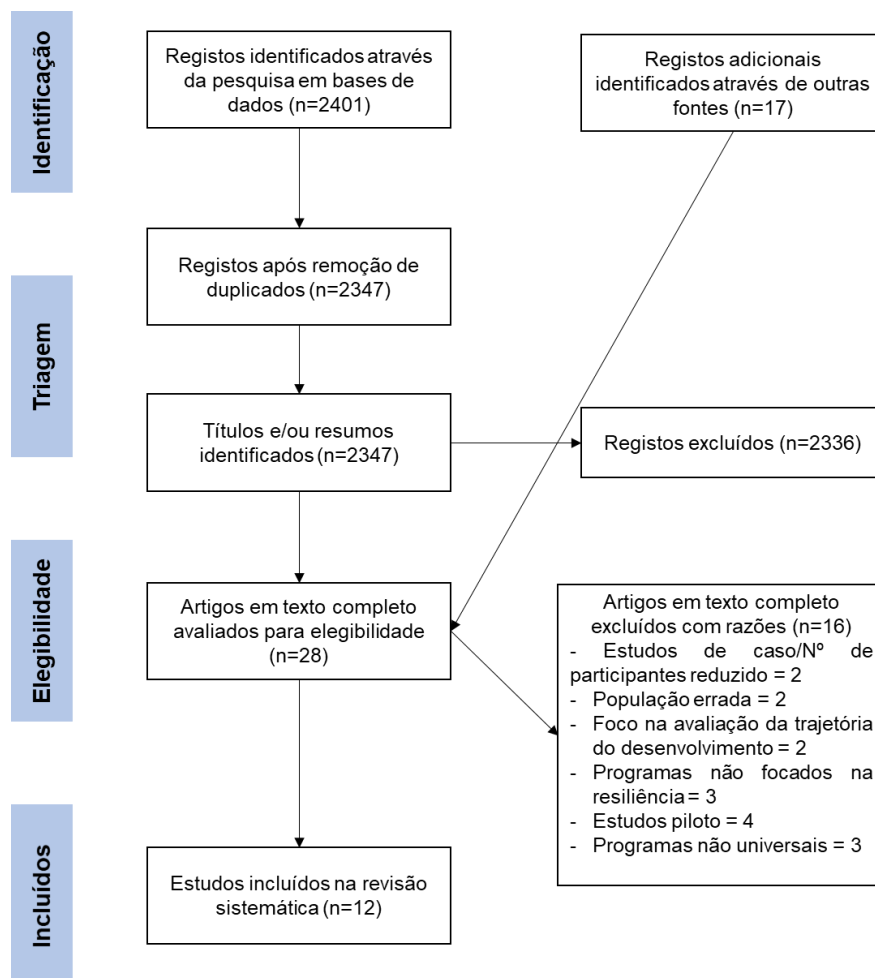 Identificação
Registos identificados através
da pesquisa em bases de
dados (n=2401)
Registos adicionais
identificados através de outras
fontes (n=17)
Triagem
Registos após remoção de
duplicados (n=2347)
Títulos e/ou resumos
identificados (n=2347)
Registos excluídos (n=2336)
Elegibilidade
Artigos em texto completo
avaliados para elegibilidade
(n=28)
Artigos em texto completo
excluídos com razões (n=16)
- Estudos de caso/Nº de
participantes reduzido = 2
- População errada = 2
- Foco na avaliação da trajetória
do desenvolvimento = 2
- Programas não focados na
resiliência = 3
- Estudos piloto = 4
- Programas não universais = 3
Incluídos
Estudos incluídos na revisão
sistemática (n=12)